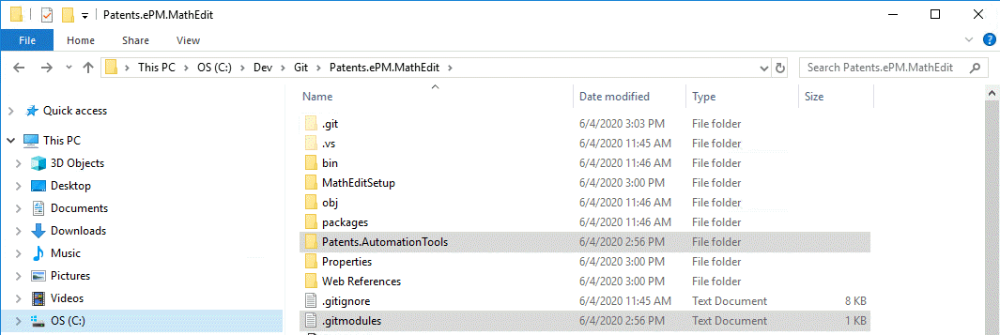 Patents.ePM.MathEdit
File Home Share View
This PC OS (C:) Dev Git Patents.ePM.MathEdit Search Patents.ePM.MathEdit
Name Date modified Type Size
Quick access
This PC
3D Objects
Desktop
Documents
Downloads
Music
Pictures
Videos
OS (C:)
.git 6/4/2020 3:03 PM File folder
.vs 6/4/2020 11:45 AM File folder
bin 6/4/2020 11:46 AM File folder
MathEditSetup 6/4/2020 3:00 PM File folder
obj 6/4/2020 11:46 AM File folder
packages 6/4/2020 11:46 AM File folder
Patents.AutomationTools 6/4/2020 2:56 PM File folder
Properties 6/4/2020 3:00 PM File folder
Web References 6/4/2020 3:00 PM File folder
.gitignore 6/4/2020 11:45 AM Text Document 8 KB
.gitmodules 6/4/2020 2:56 PM Text Document 1 KB